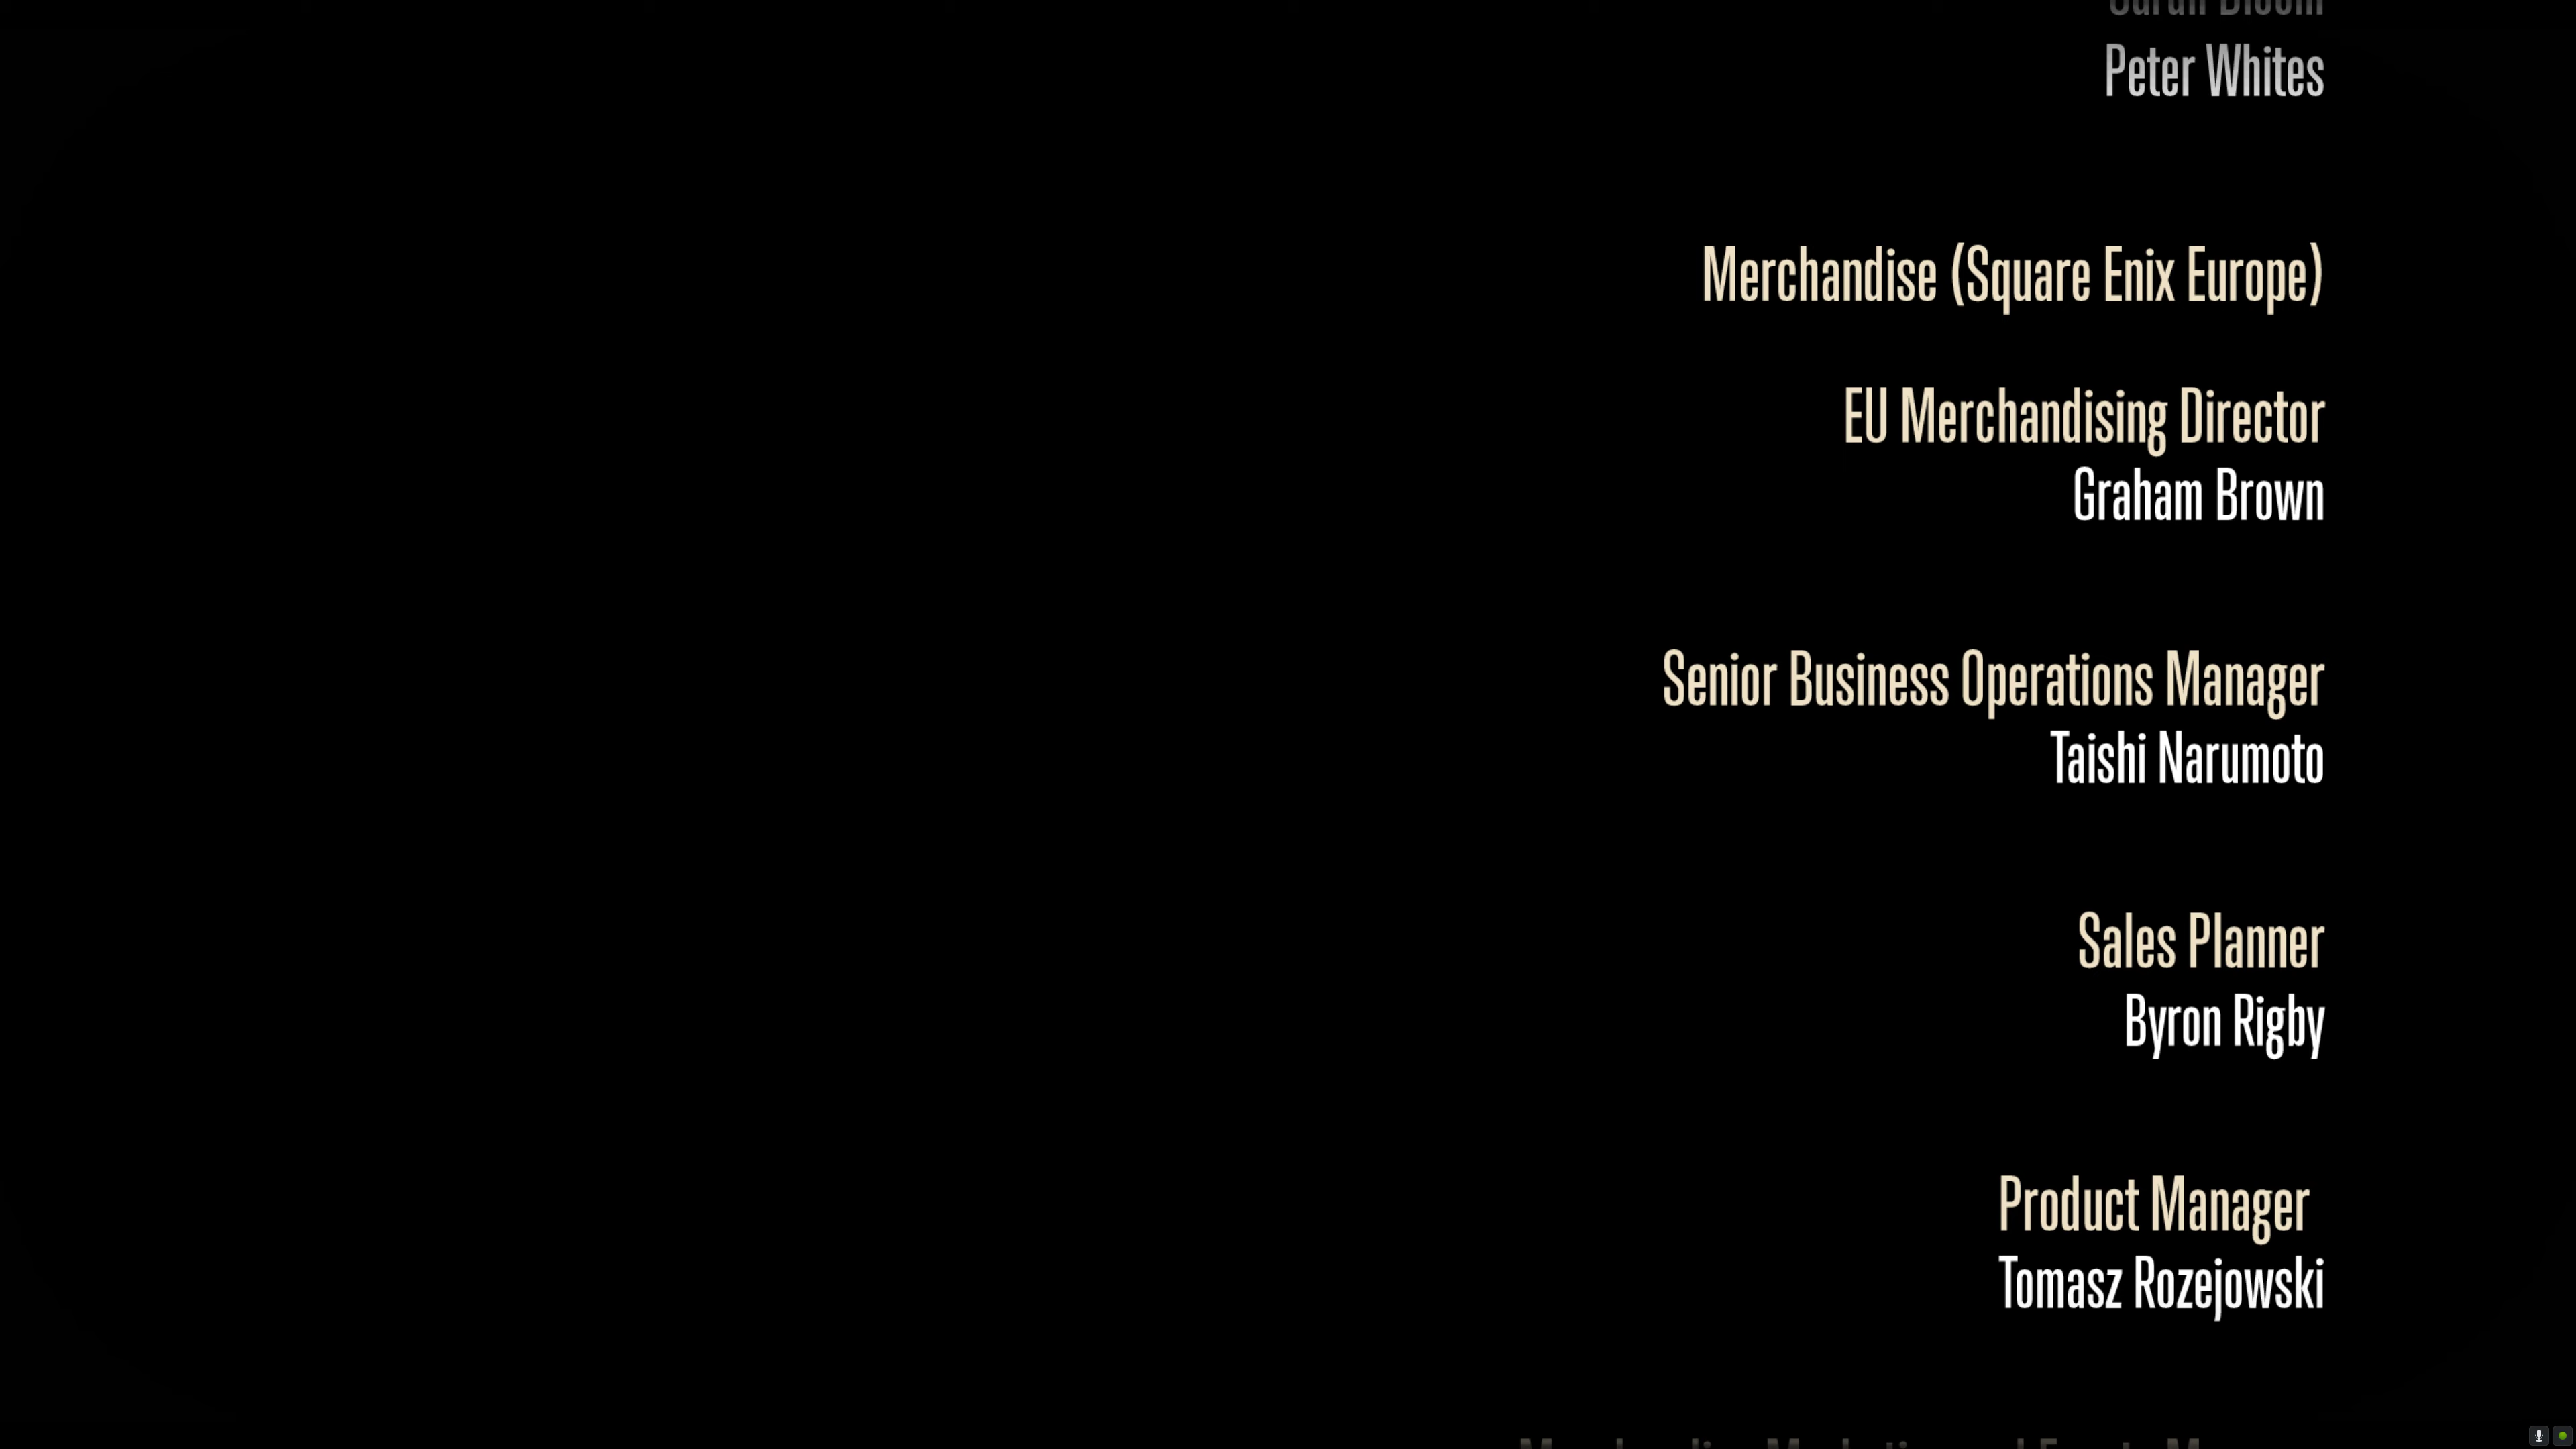 Peter Whites
Merchandise (Square Enix Europe)
EU Merchandising Director
Graham Brown
Senior Business Operations Manager
Taishi Narumoto
Sales Planner
Byron Rigby
Product Manager
Tomasz Rozejowski